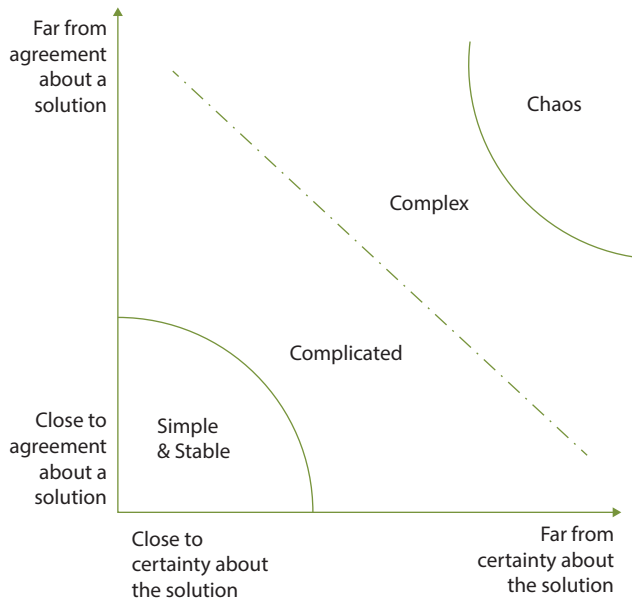 Far from
agreement
about a
solution
Chaos
Complex
Complicated
Close to
agreement
about a
solution
Simple
& Stable
Close to
certainty about
the solution
Far from
certainty about
the solution